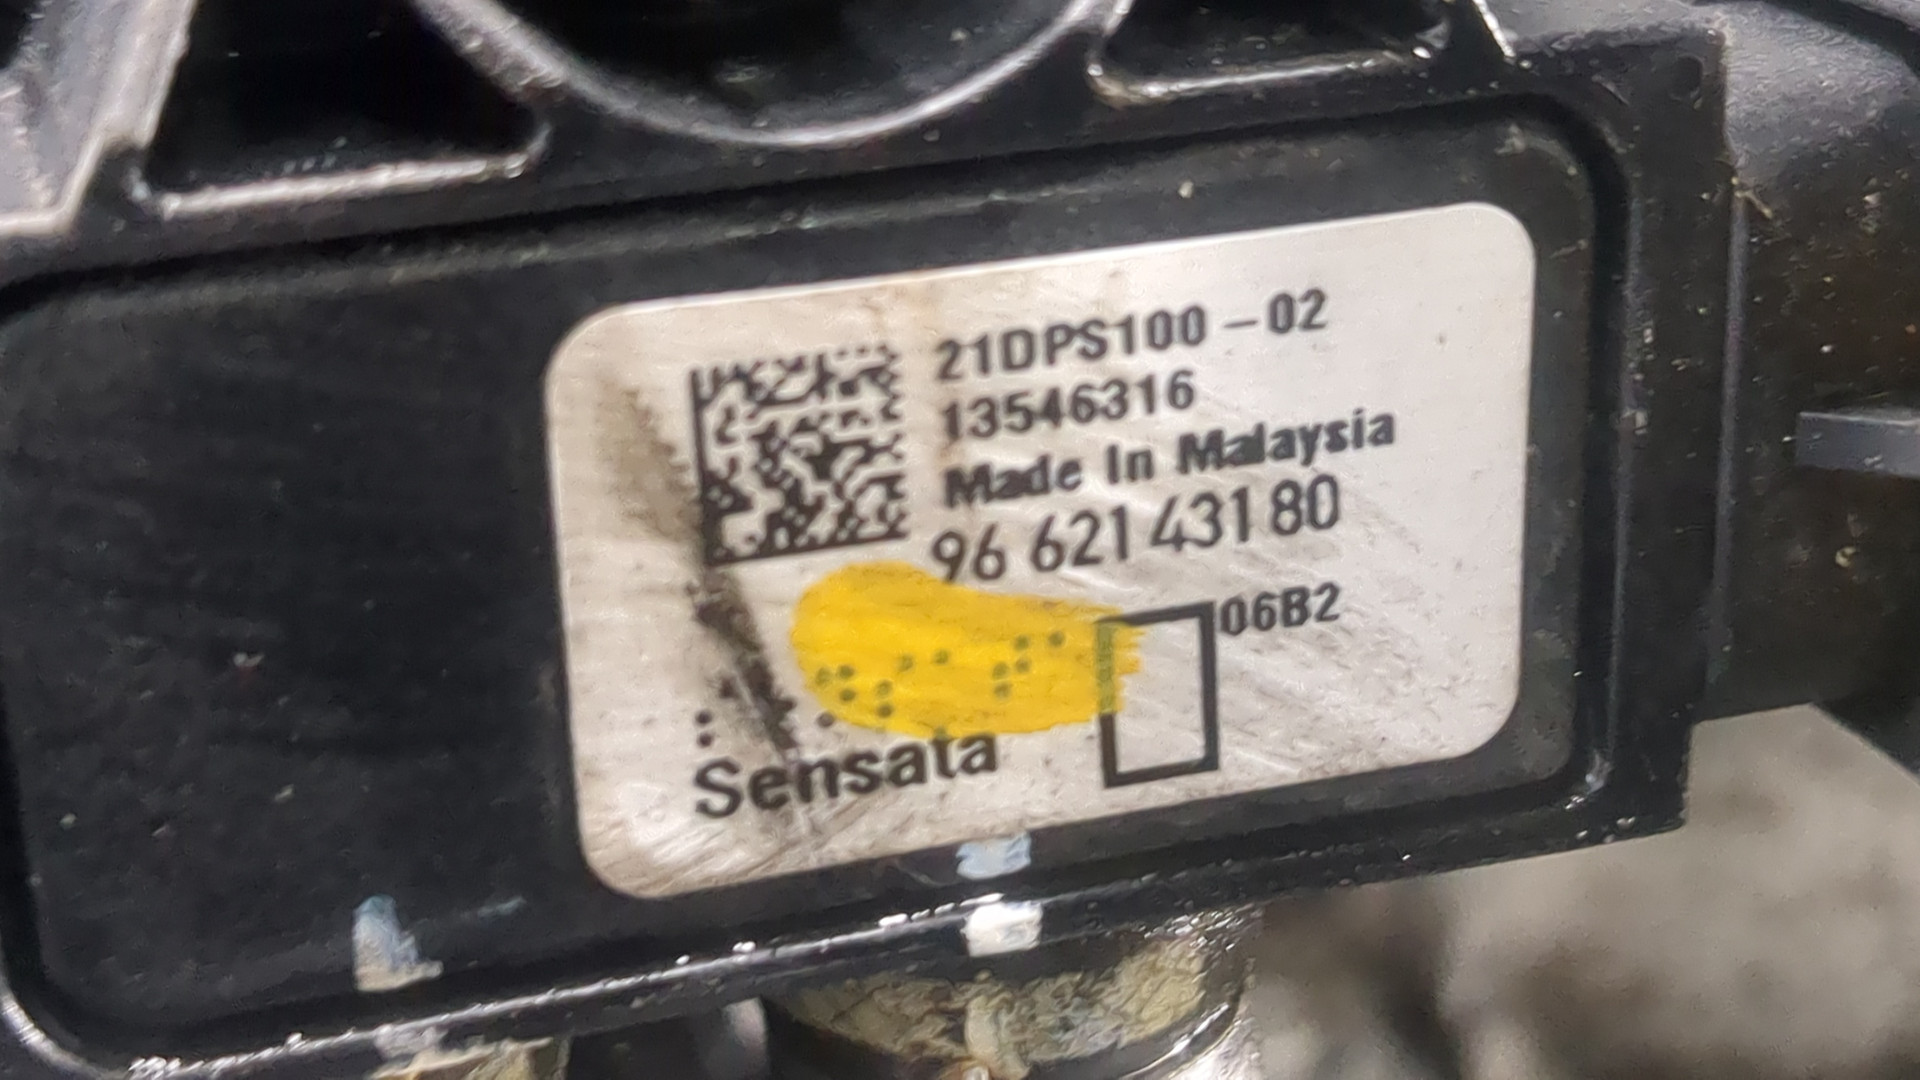 21DPS100-02
13546316
Made In Malaysia
96 621 431 80
06B2
Sensata